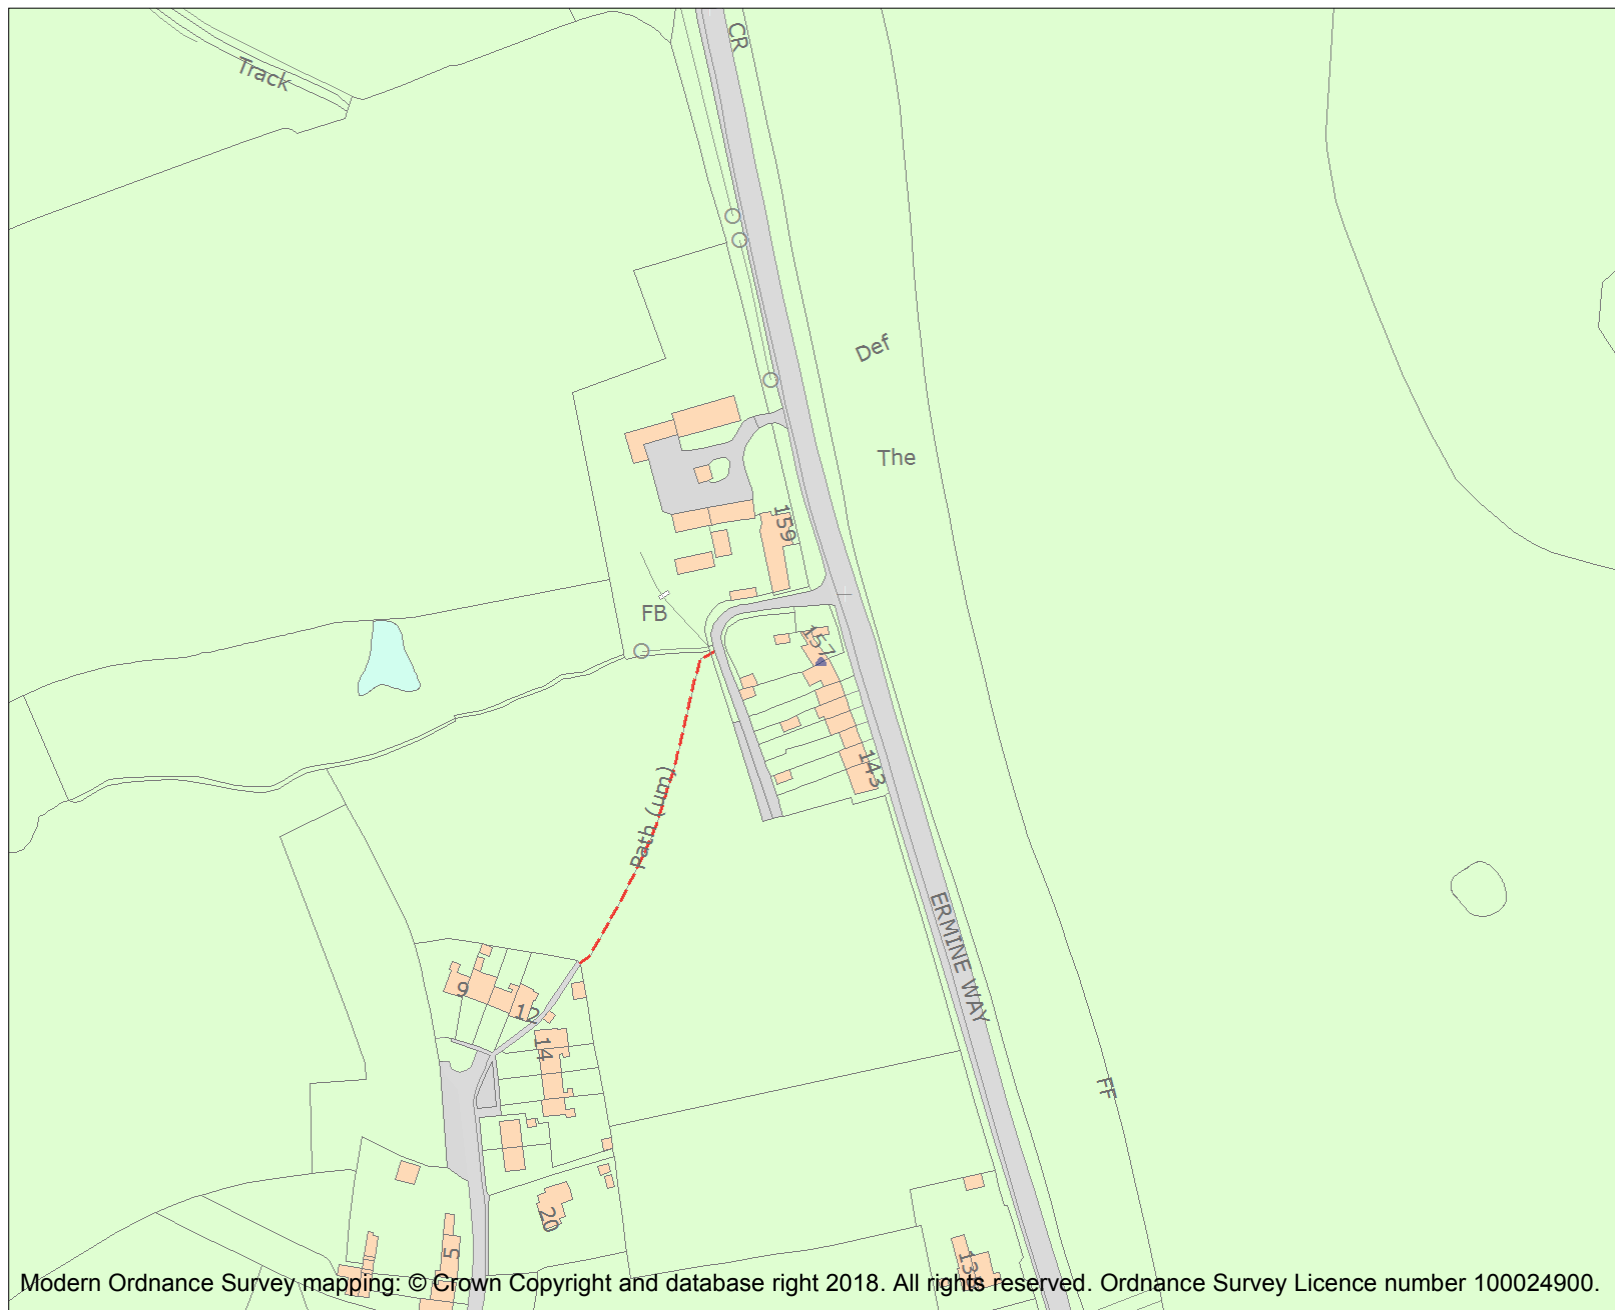 CR
Track
Def
The
159
FB
157
143
Path (um)
ERMINE WAY
9
12
14
FF
20
5
Modern Ordnance Survey mapping: © Crown Copyright and database right 2018. All rights reserved. Ordnance Survey Licence number 100024900.